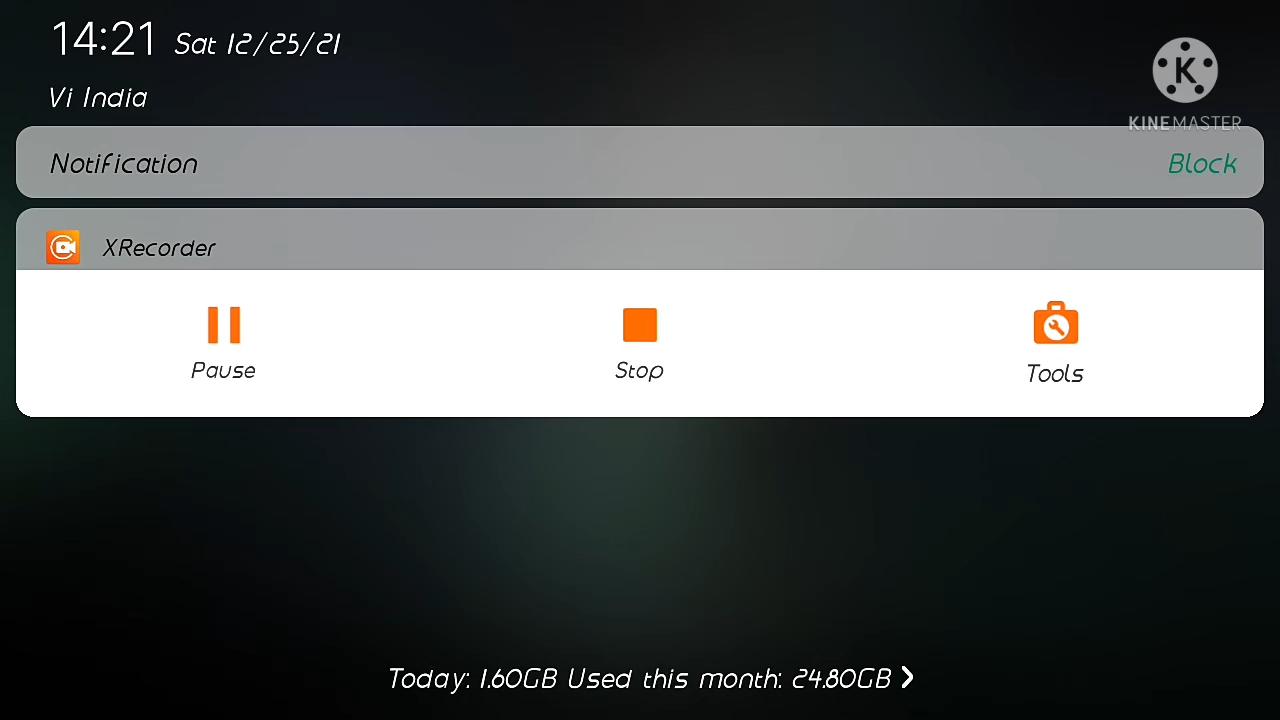 14:21 Sat 12/25/21
Vi India
K
KINEMASTER
Notification Block
XRecorder
Pause Stop Tools
Today: 1.60GB Used this month: 24.80GB